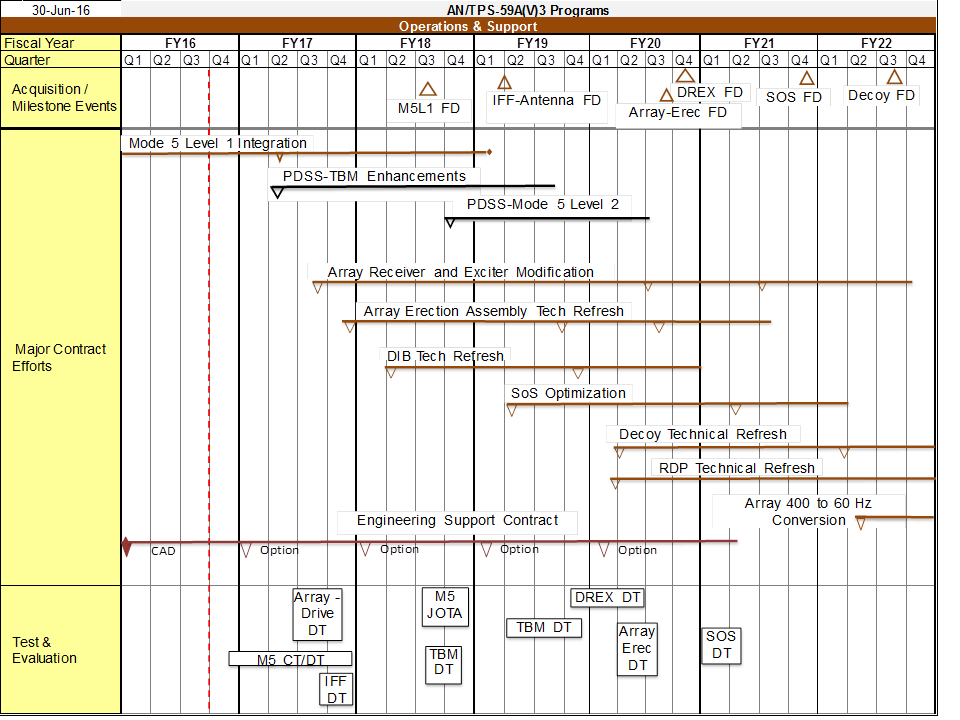 30-Jun-16
AN/TPS-59A(V)3 Programs
Operations & Support
Fiscal Year FY16 FY17 FY18 FY19 FY20 FY21 FY22
Quarter Q1 Q2 Q3 Q4 Q1 Q2 Q3 Q4 Q1 Q2 Q3 Q4 Q1 Q2 Q3 Q4 Q1 Q2 Q3 Q4 Q1 Q2 Q3 Q4 Q1 Q2 Q3 Q4
Acquisition /
Milestone Events
M5L1 FD
IFF-Antenna FD
DREX FD
Array-Erec FD
SOS FD
Decoy FD
Major Contract
Efforts
Mode 5 Level 1 Integration
PDSS-TBM Enhancements
PDSS-Mode 5 Level 2
Array Receiver and Exciter Modification
Array Erection Assembly Tech Refresh
DIB Tech Refresh
SoS Optimization
Decoy Technical Refresh
RDP Technical Refresh
Array 400 to 60 Hz
Conversion
Engineering Support Contract
CAD Option Option Option Option
Test &
Evaluation
Array -
Drive
DT
M5 CT/DT
IFF
DT
M5
JOTA
TBM
DT
DREX DT
TBM DT
Array
Erec
DT
SOS
DT